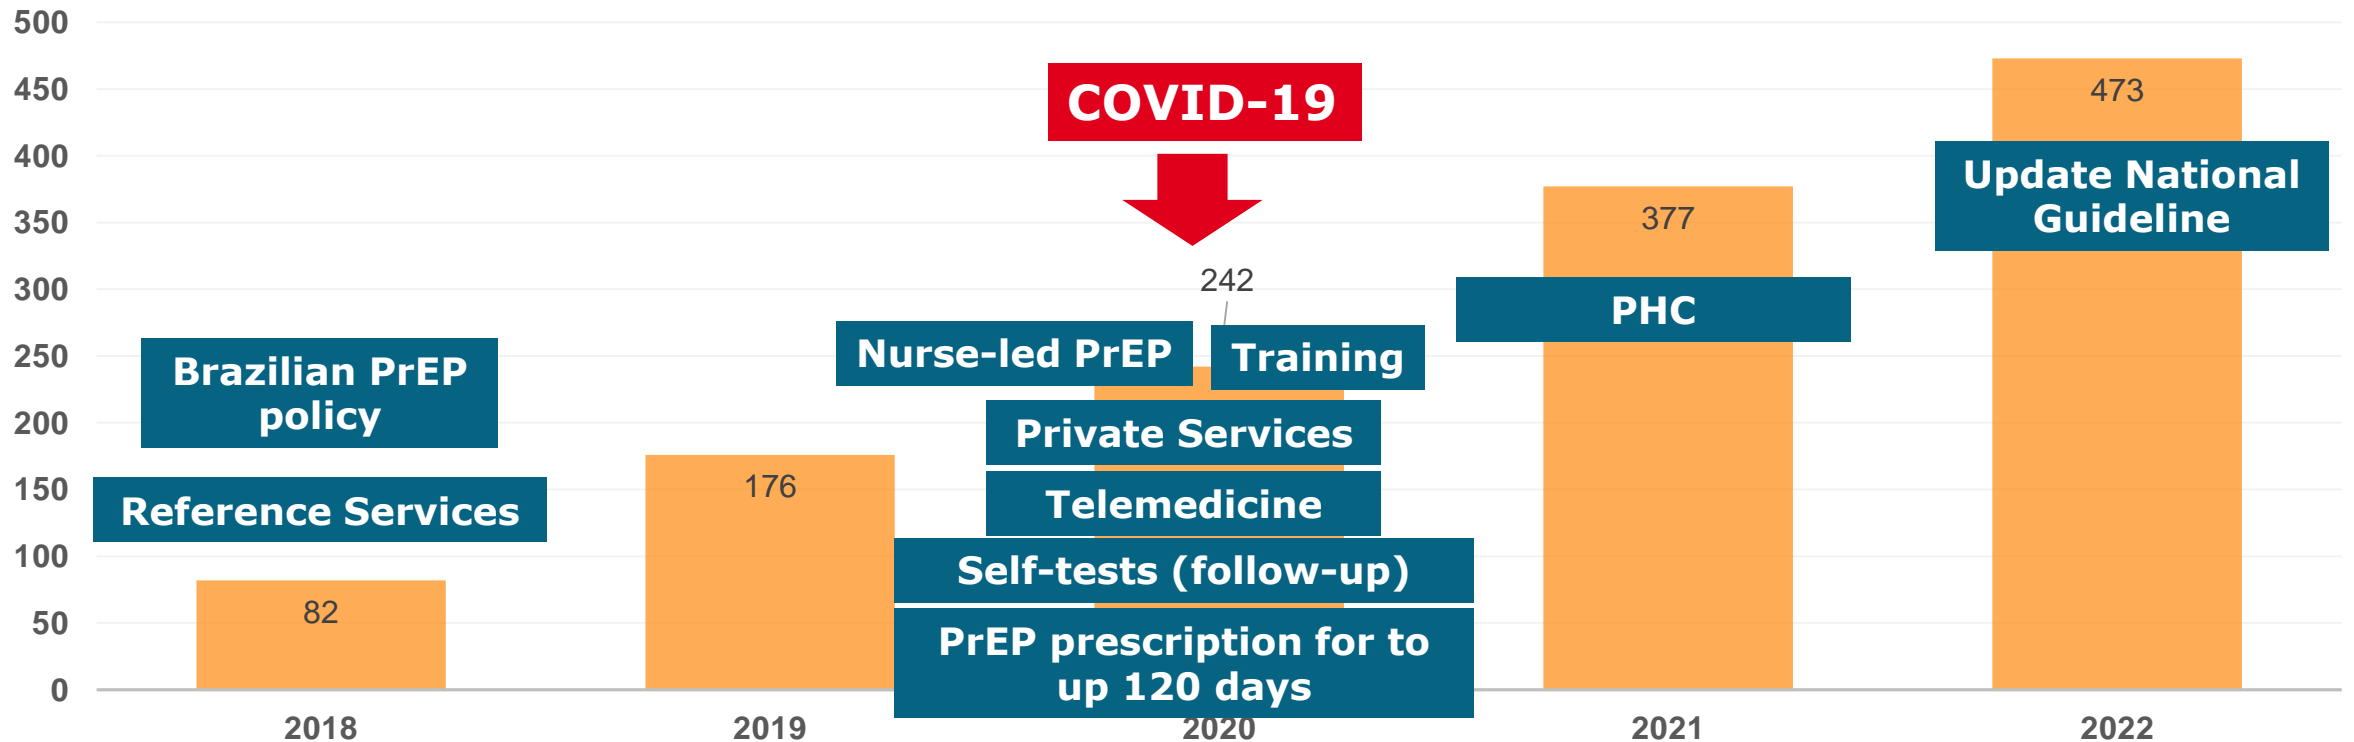 500
450
400
350
300
250
200
150
100
50
0
COVID-19
473
Update National
Guideline
377
242
PHC
Nurse-led PrEP
Training
Brazilian PrEP
policy
Private Services
176
Telemedicine
Reference Services
Self-tests (follow-up)
82
PrEP prescription for to
up 120 days
2018
2019
2020
2021
2022